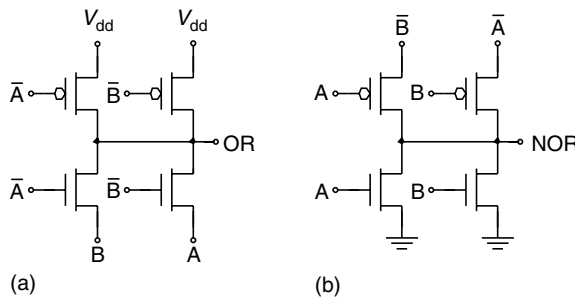 V_dd V_dd B̅ A̅
A̅ B̅ A B
OR NOR
A̅ B̅ A B
B A
(a) (b)